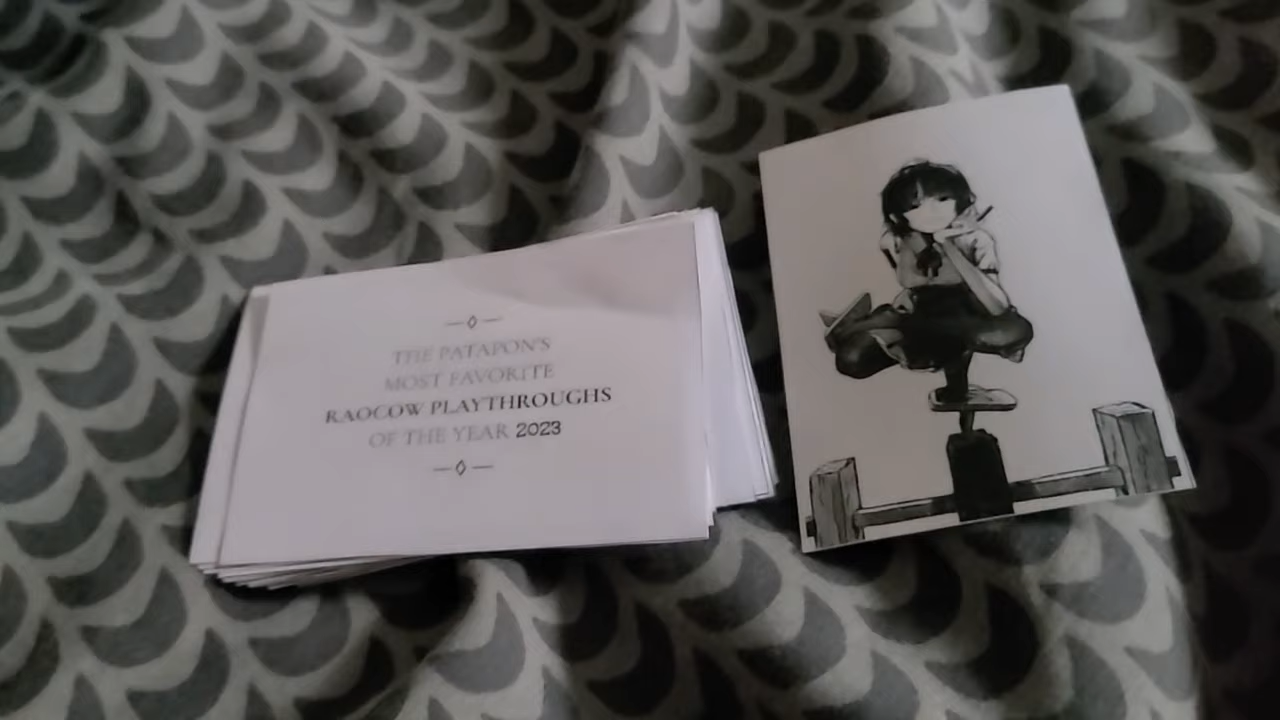 THE PATAPON'S
MOST FAVORITE
RAOCOW PLAYTHROUGHS
OF THE YEAR 2023